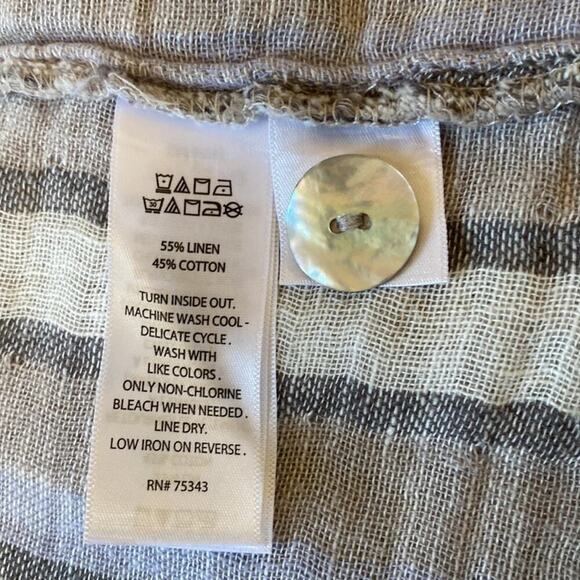 55% LINEN
45% COTTON
TURN INSIDE OUT.
MACHINE WASH COOL -
DELICATE CYCLE .
WASH WITH
LIKE COLORS .
ONLY NON-CHLORINE
BLEACH WHEN NEEDED .
LINE DRY.
LOW IRON ON REVERSE .
RN# 75343